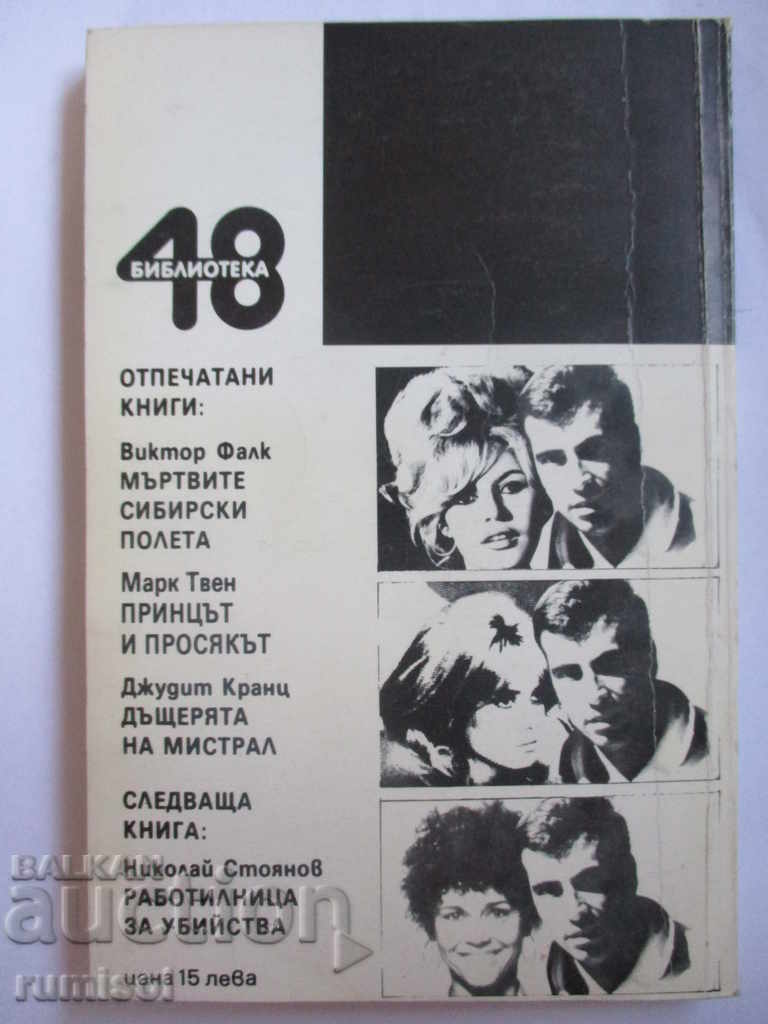 48
БИБЛИОТЕКА
ОТПЕЧАТАНИ
КНИГИ:
Виктор Фалк
МЪРТВИТЕ
СИБИРСКИ
ПОЛЕТА
Марк Твен
ПРИНЦЪТ
И ПРОСЯКЪТ
Джудит Кранц
ДЪЩЕРЯТА
НА МИСТРАЛ
СЛЕДВАЩА
КНИГА:
Николай Стоянов
РАБОТИЛНИЦА
ЗА УБИЙСТВА
цена 15 лева
BALKAN
auction
rumisol